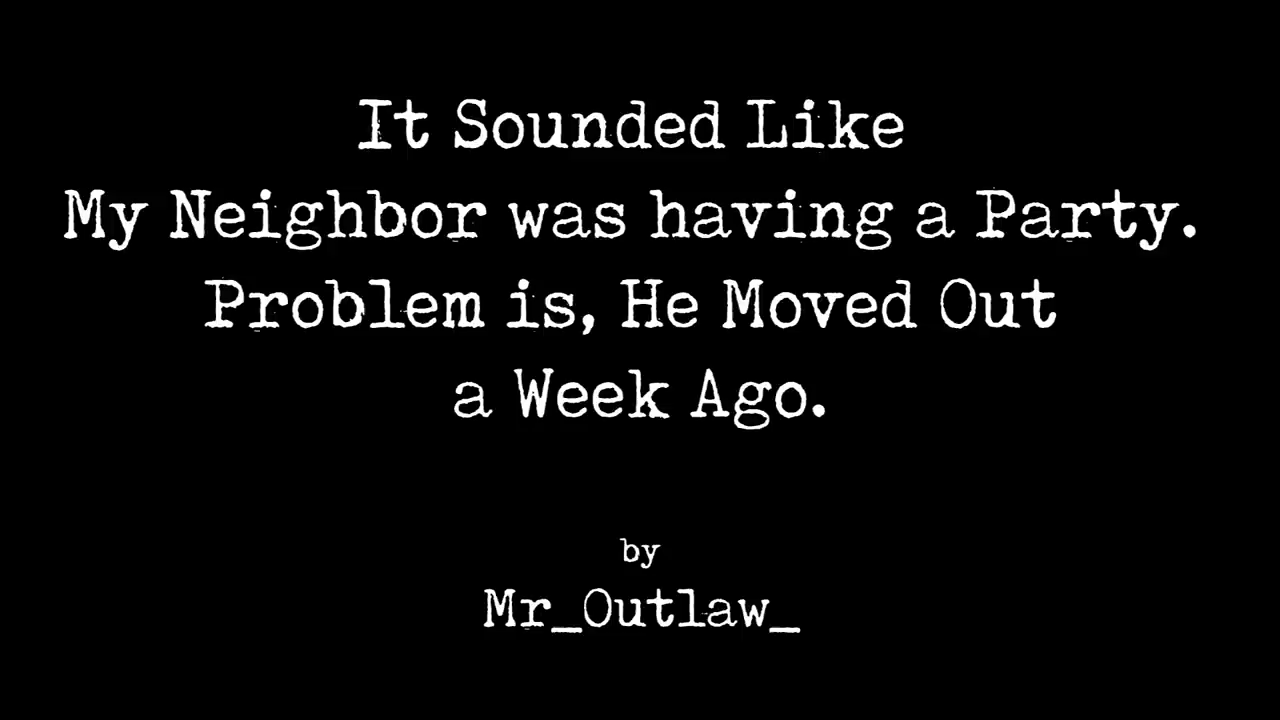 It Sounded Like
My Neighbor was having a Party.
Problem is, He Moved Out
a Week Ago.
by
Mr_Outlaw_